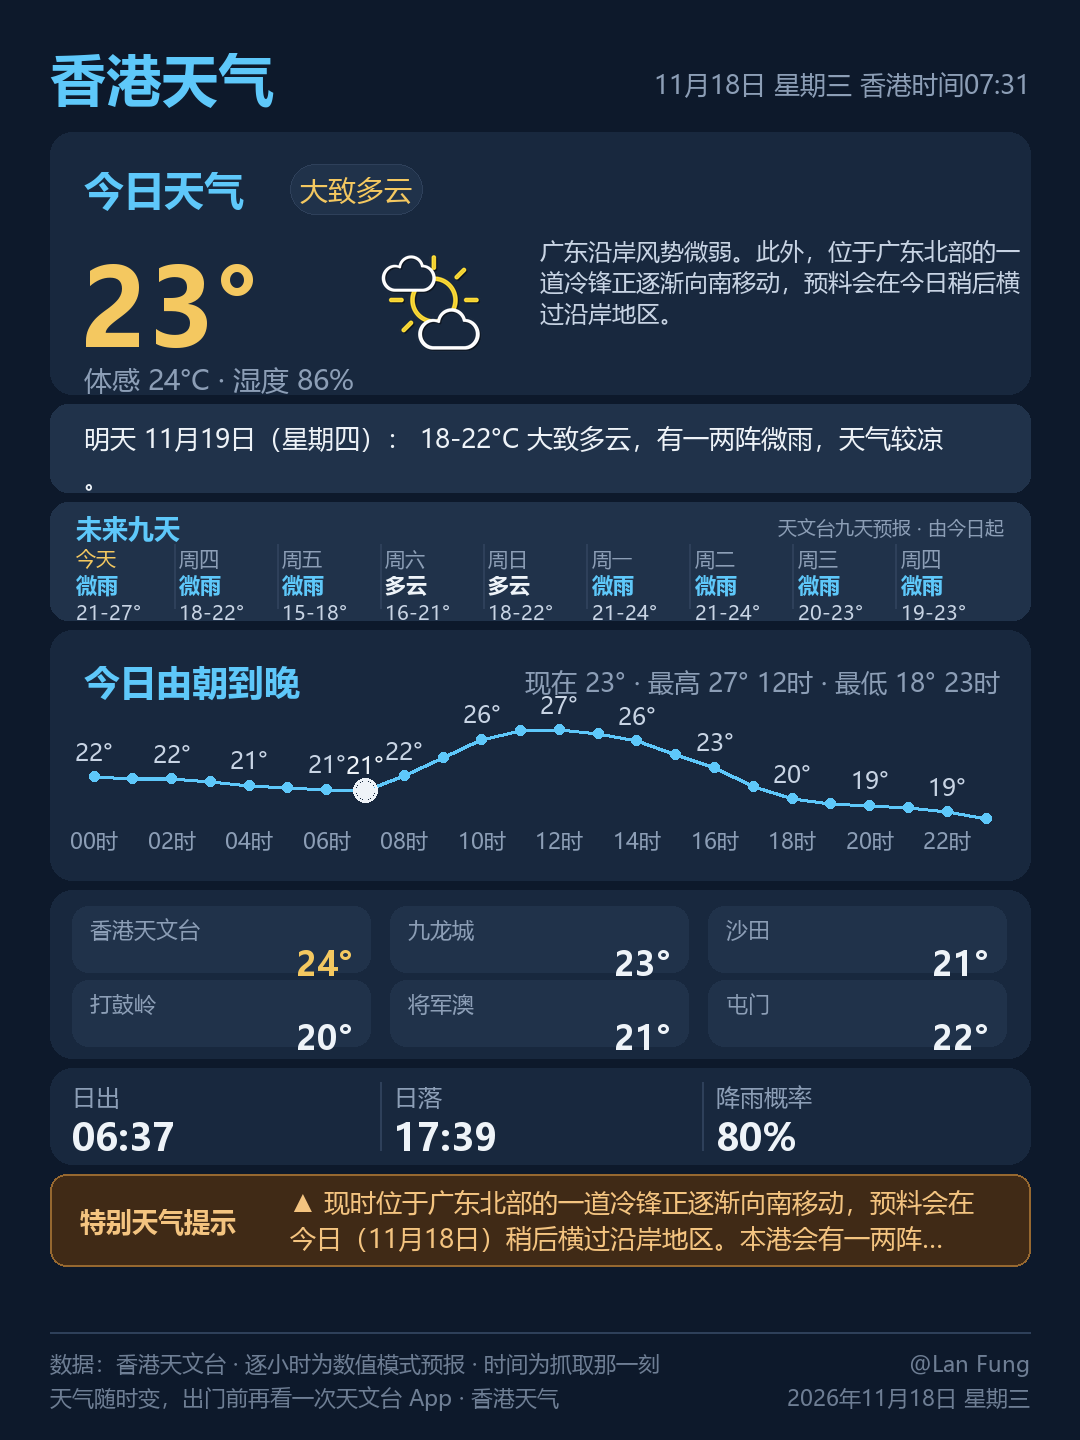 香港天气
11月18日 星期三 香港时间07:31
今日天气
大致多云
23°
体感 24°C · 湿度 86%
广东沿岸风势微弱。此外，位于广东北部的一
道冷锋正逐渐向南移动，预料会在今日稍后横
过沿岸地区。
明天 11月19日（星期四）： 18-22°C 大致多云，有一两阵微雨，天气较凉
。
未来九天
天文台九天预报 · 由今日起
今天 周四 周五 周六 周日 周一 周二 周三 周四
微雨 微雨 微雨 多云 多云 微雨 微雨 微雨 微雨
21-27° 18-22° 15-18° 16-21° 18-22° 21-24° 21-24° 20-23° 19-23°
今日由朝到晚
现在 23° · 最高 27° 12时 · 最低 18° 23时
22° 22° 21° 21° 21° 22° 26° 27° 26° 23° 20° 19° 19°
00时 02时 04时 06时 08时 10时 12时 14时 16时 18时 20时 22时
香港天文台
24°
九龙城
23°
沙田
21°
打鼓岭
20°
将军澳
21°
屯门
22°
日出
06:37
日落
17:39
降雨概率
80%
特别天气提示
▲ 现时位于广东北部的一道冷锋正逐渐向南移动，预料会在
今日（11月18日）稍后横过沿岸地区。本港会有一两阵...
数据：香港天文台 · 逐小时为数值模式预报 · 时间为抓取那一刻
天气随时变，出门前再看一次天文台 App · 香港天气
@Lan Fung
2026年11月18日 星期三